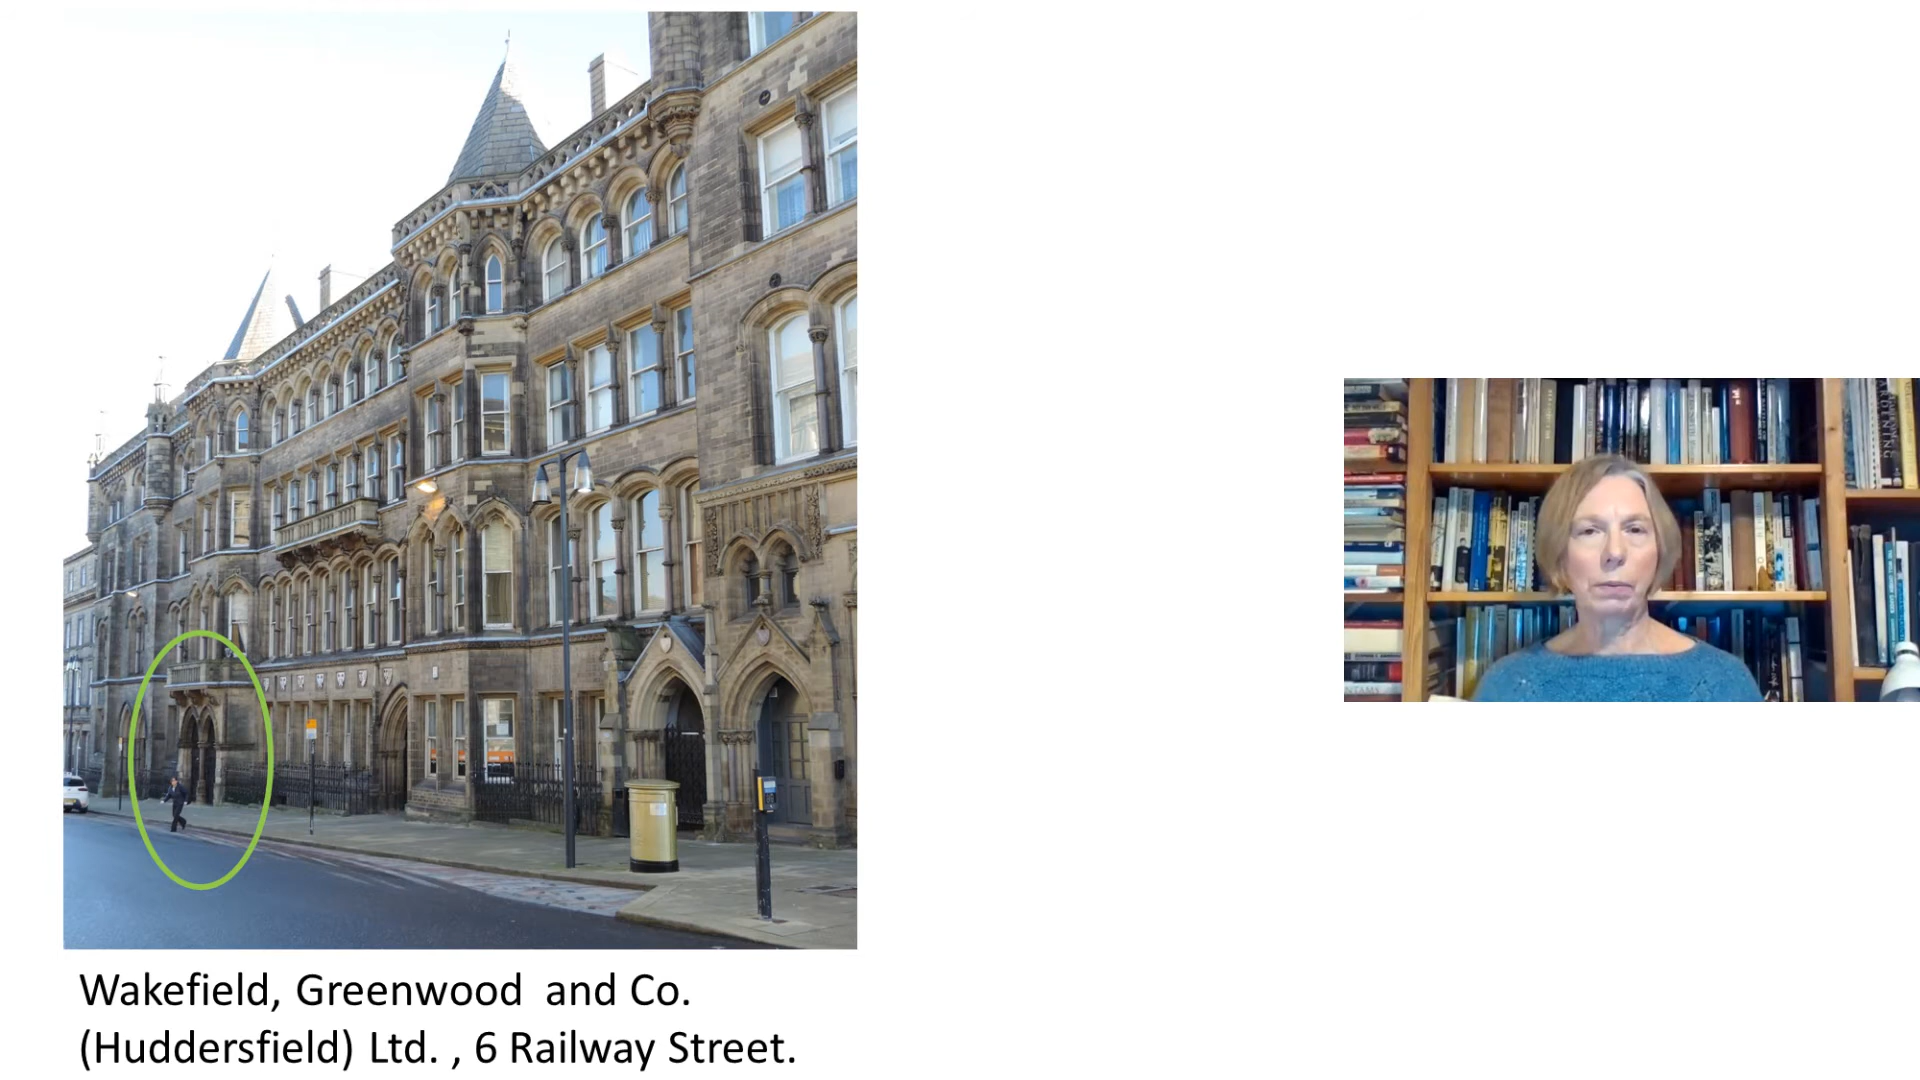 Wakefield, Greenwood and Co.
(Huddersfield) Ltd. , 6 Railway Street.